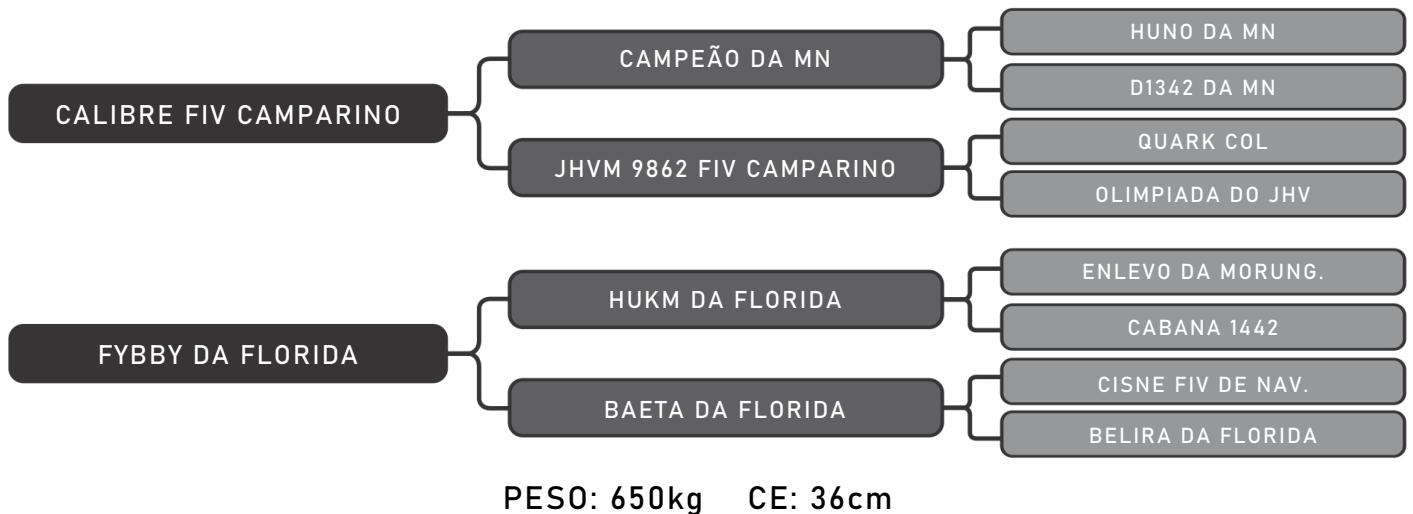 CALIBRE FIV CAMPARINO
CAMPEÃO DA MN
HUNO DA MN
D1342 DA MN
JHVM 9862 FIV CAMPARINO
QUARK COL
OLIMPIADA DO JHV
FYBBY DA FLORIDA
HUKM DA FLORIDA
ENLEVO DA MORUNG.
CABANA 1442
BAETA DA FLORIDA
CISNE FIV DE NAV.
BELIRA DA FLORIDA
PESO: 650kg CE: 36cm